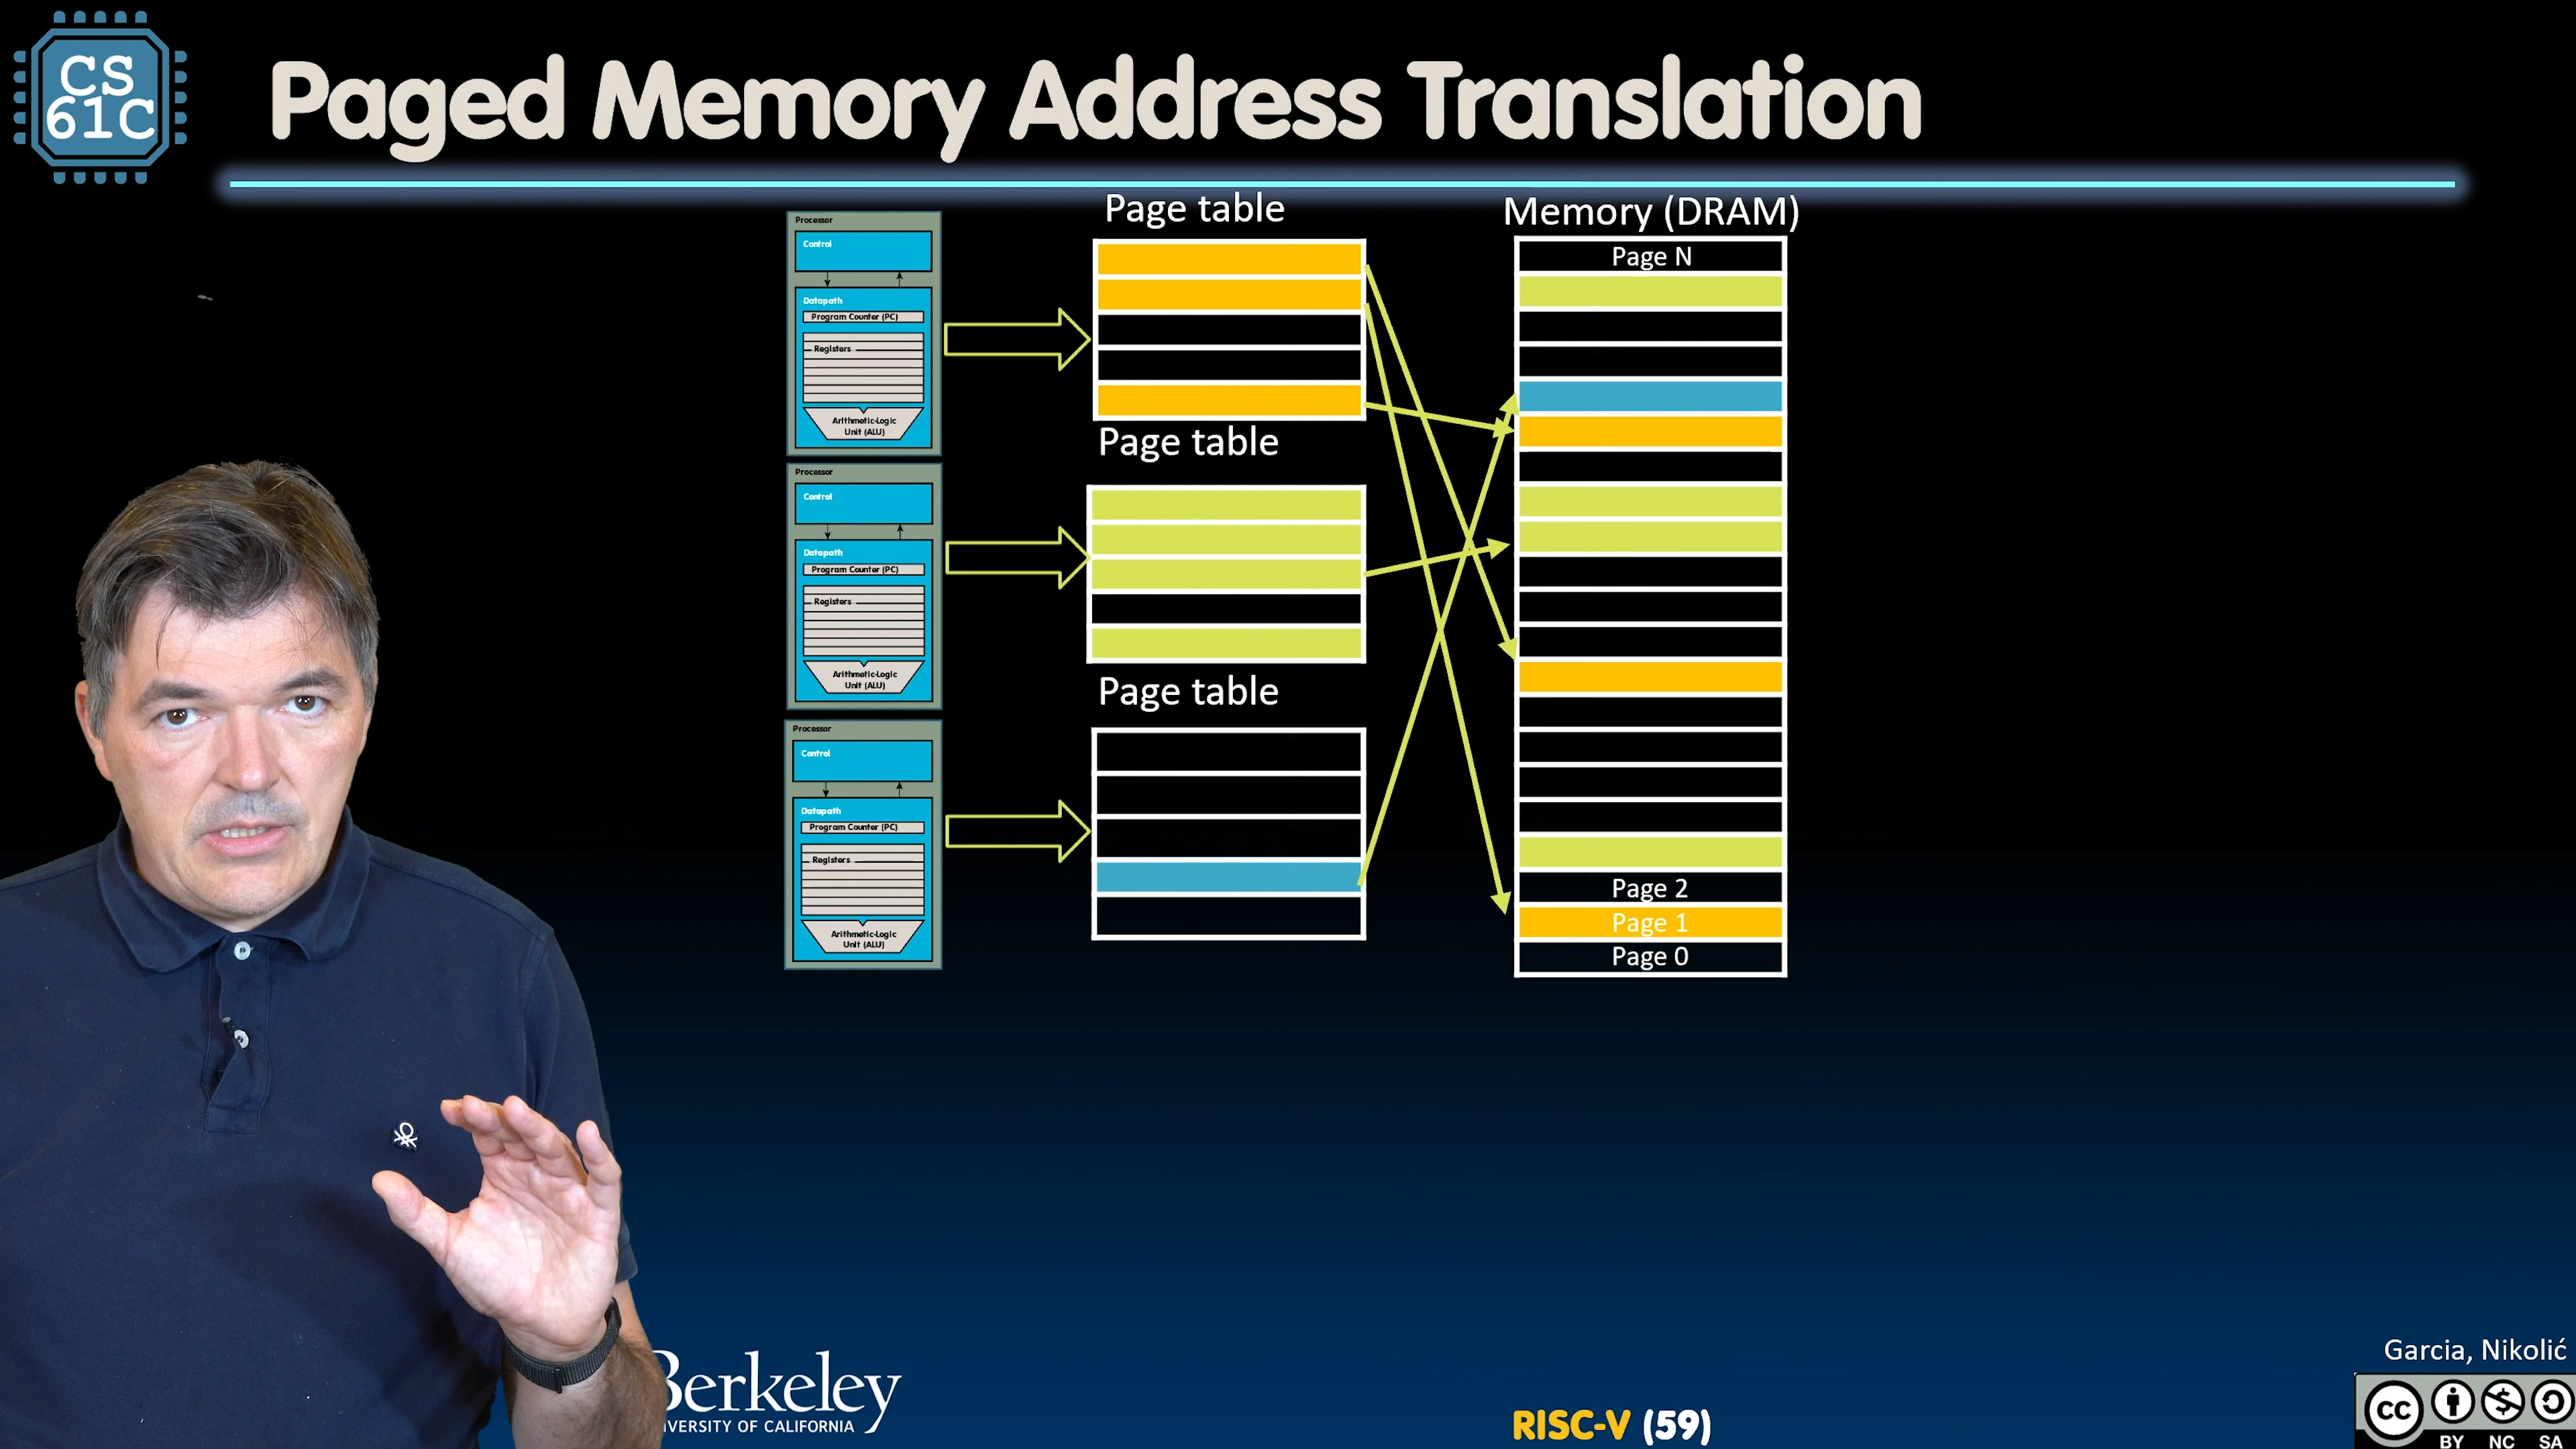 CS
61C
Paged Memory Address Translation
Processor
Control
Datapath
Program Counter (PC)
Registers
Arithmetic-Logic
Unit (ALU)
Processor
Control
Datapath
Program Counter (PC)
Registers
Arithmetic-Logic
Unit (ALU)
Processor
Control
Datapath
Program Counter (PC)
Registers
Arithmetic-Logic
Unit (ALU)
Page table
Page table
Page table
Memory (DRAM)
Page N
Page 2
Page 1
Page 0
Berkeley
UNIVERSITY OF CALIFORNIA
RISC-V (59)
Garcia, Nikolić
cc
BY NC SA